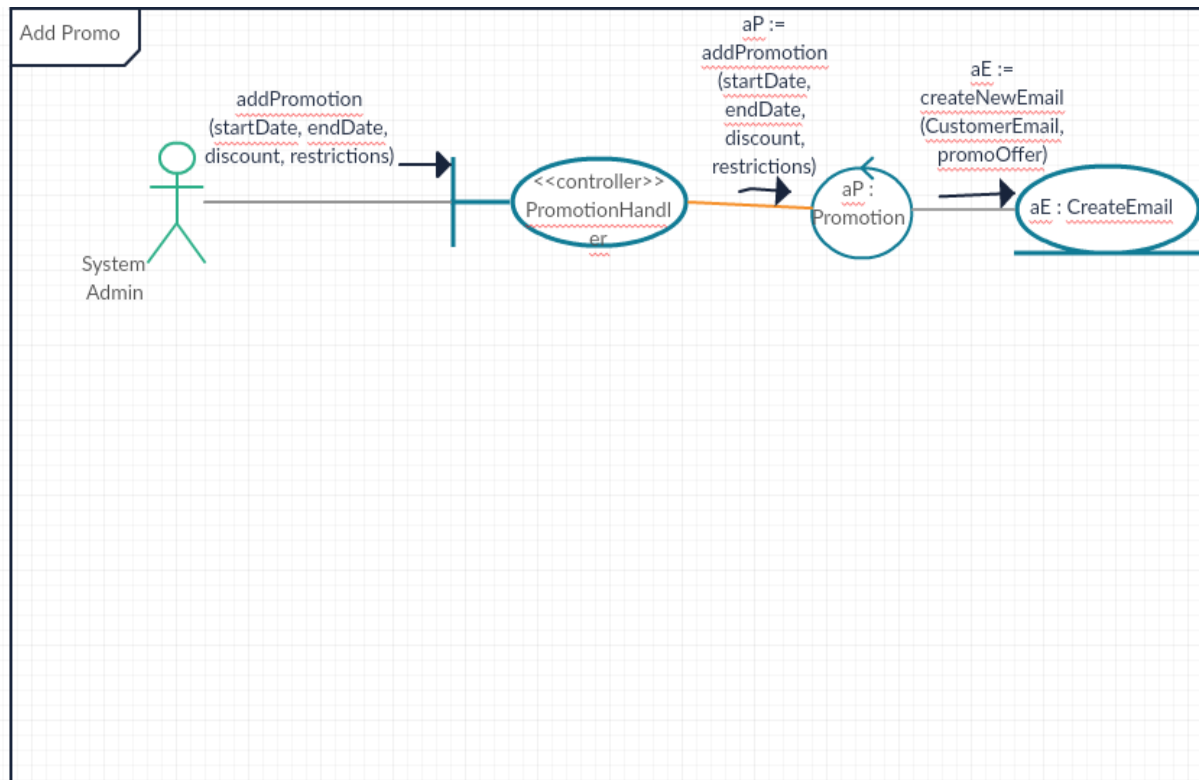 Add Promo
addPromotion
(startDate, endDate,
discount, restrictions)
System
Admin
<<controller>>
PromotionHandl
er
aP :=
addPromotion
(startDate,
endDate,
discount,
restrictions)
aP :
Promotion
aE :=
createNewEmail
(CustomerEmail,
promoOffer)
aE : CreateEmail